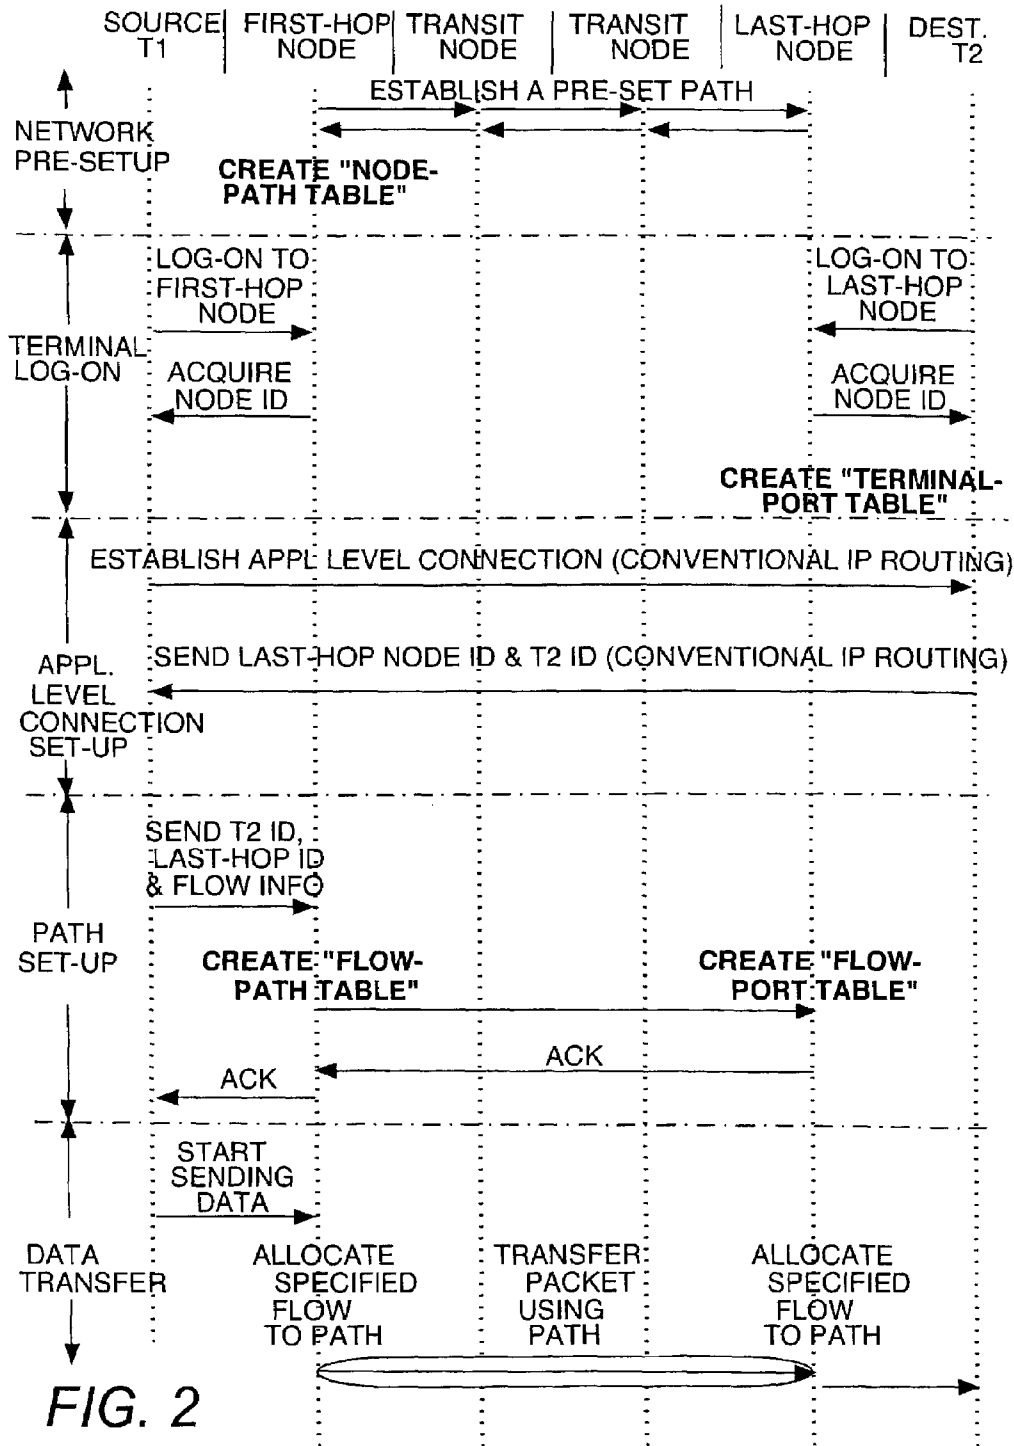 SOURCE T1
FIRST-HOP NODE
TRANSIT NODE
TRANSIT NODE
LAST-HOP NODE
DEST. T2
NETWORK
PRE-SETUP
ESTABLISH A PRE-SET PATH
CREATE "NODE-
PATH TABLE"
TERMINAL
LOG-ON
LOG-ON TO
FIRST-HOP
NODE
LOG-ON TO
LAST-HOP
NODE
ACQUIRE
NODE ID
ACQUIRE
NODE ID
CREATE "TERMINAL-
PORT TABLE"
APPL.
LEVEL
CONNECTION
SET-UP
ESTABLISH APPL LEVEL CONNECTION (CONVENTIONAL IP ROUTING)
SEND LAST-HOP NODE ID & T2 ID (CONVENTIONAL IP ROUTING)
PATH
SET-UP
SEND T2 ID,
LAST-HOP ID
& FLOW INFO
CREATE "FLOW-
PATH TABLE"
CREATE "FLOW-
PORT TABLE"
ACK
ACK
DATA
TRANSFER
START
SENDING
DATA
ALLOCATE
SPECIFIED
FLOW
TO PATH
TRANSFER
PACKET
USING
PATH
ALLOCATE
SPECIFIED
FLOW
TO PATH
FIG. 2